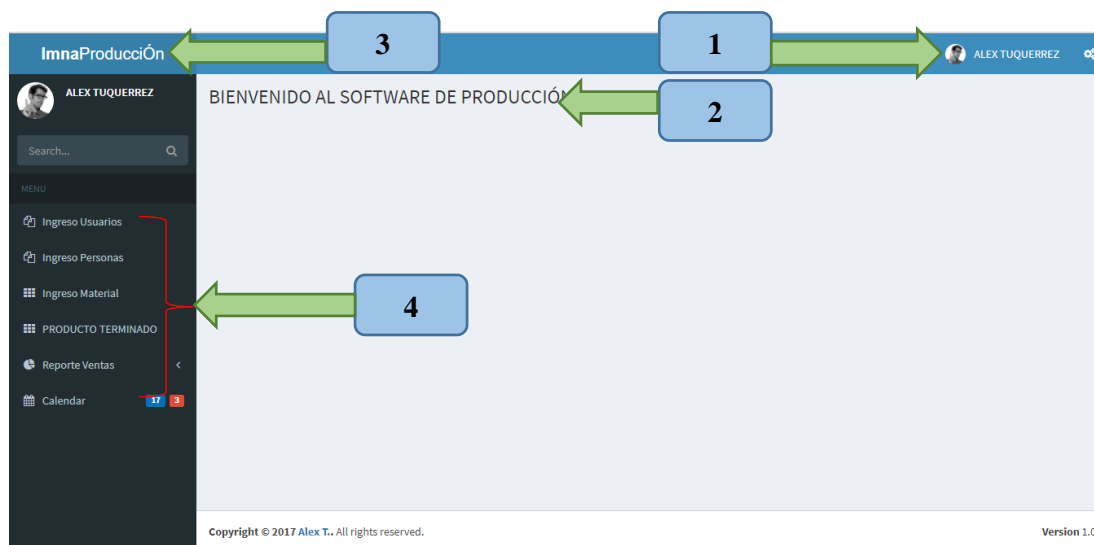 3
1
ImnaProducciÓn
ALEX TUQUERREZ
ALEX TUQUERREZ
BIENVENIDO AL SOFTWARE DE PRODUCCIÓN
2
Search...
MENU
Ingreso Usuarios
Ingreso Personas
Ingreso Material
4
PRODUCTO TERMINADO
Reporte Ventas
Calendar 17 3
Copyright © 2017 Alex T.. All rights reserved. Version 1.0